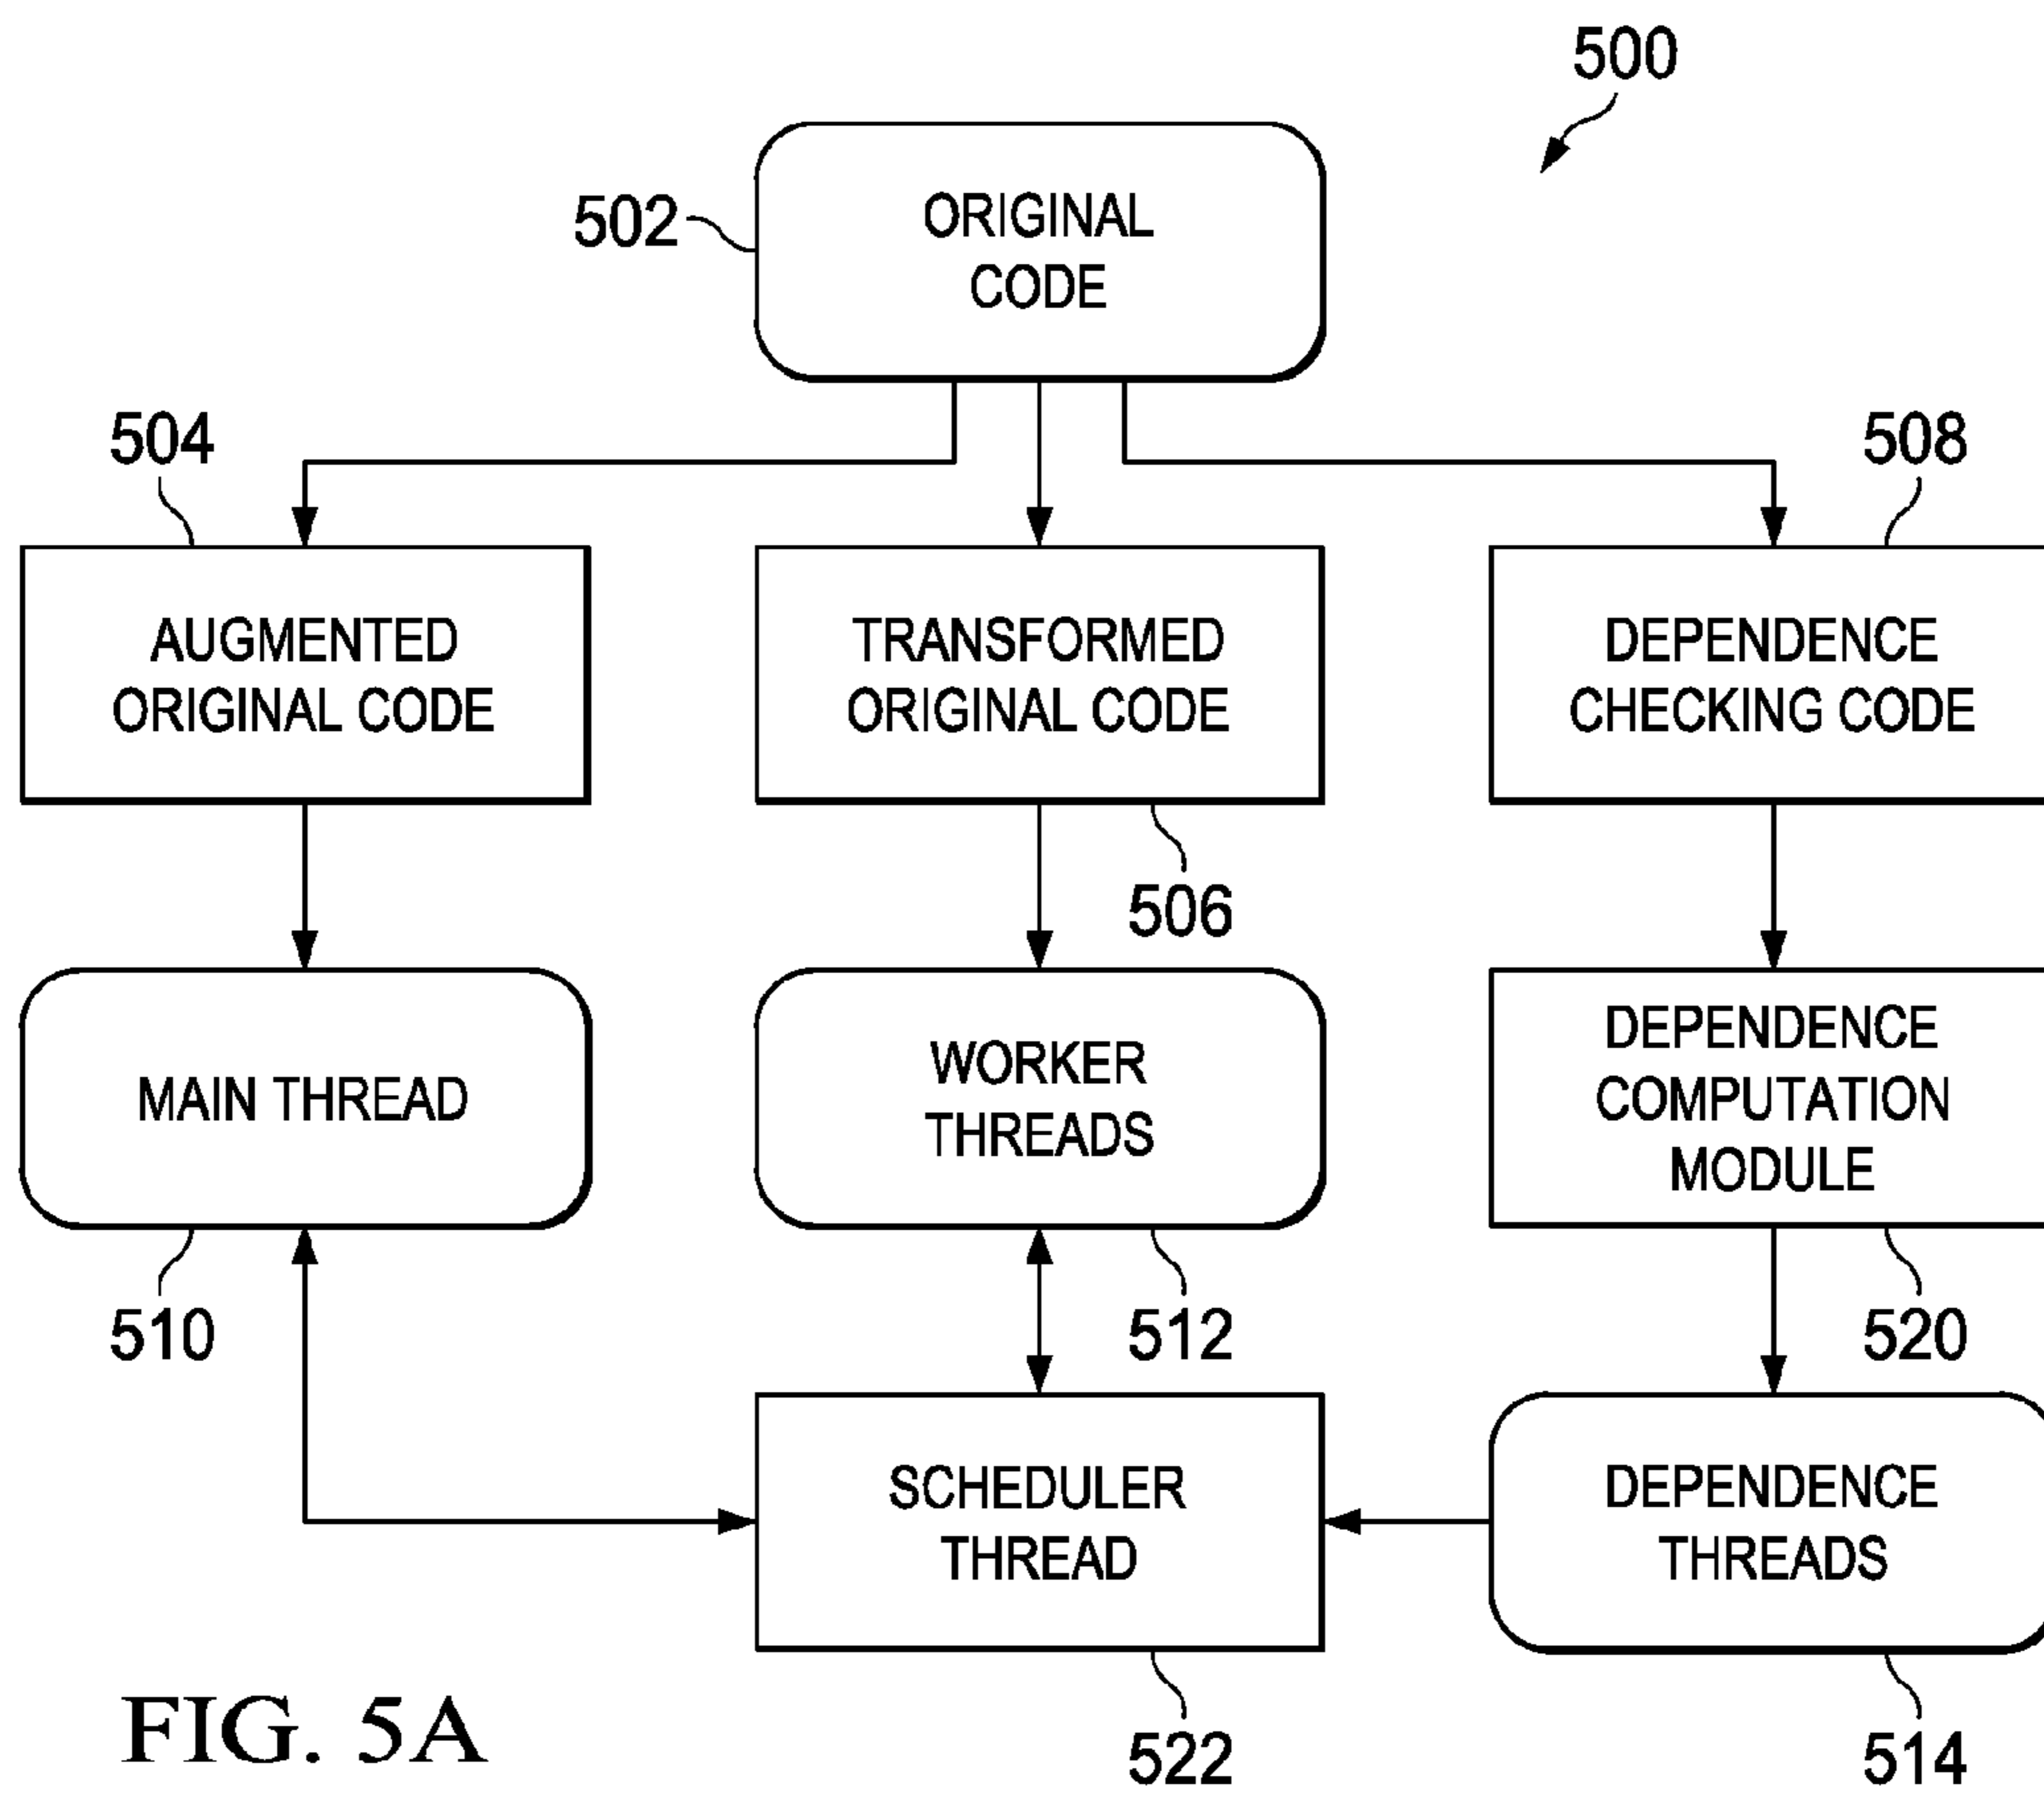 500
502
ORIGINAL
CODE
504
508
AUGMENTED
ORIGINAL CODE
TRANSFORMED
ORIGINAL CODE
DEPENDENCE
CHECKING CODE
506
MAIN THREAD
WORKER
THREADS
DEPENDENCE
COMPUTATION
MODULE
510
512
520
SCHEDULER
THREAD
DEPENDENCE
THREADS
FIG. 5A
522
514